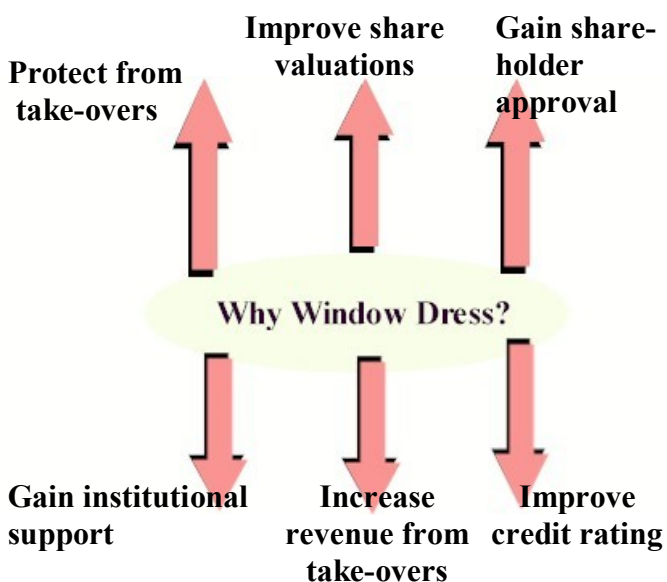 Protect from
take-overs
Improve share
valuations
Gain share-
holder
approval
Why Window Dress?
Gain institutional
support
Increase
revenue from
take-overs
Improve
credit rating